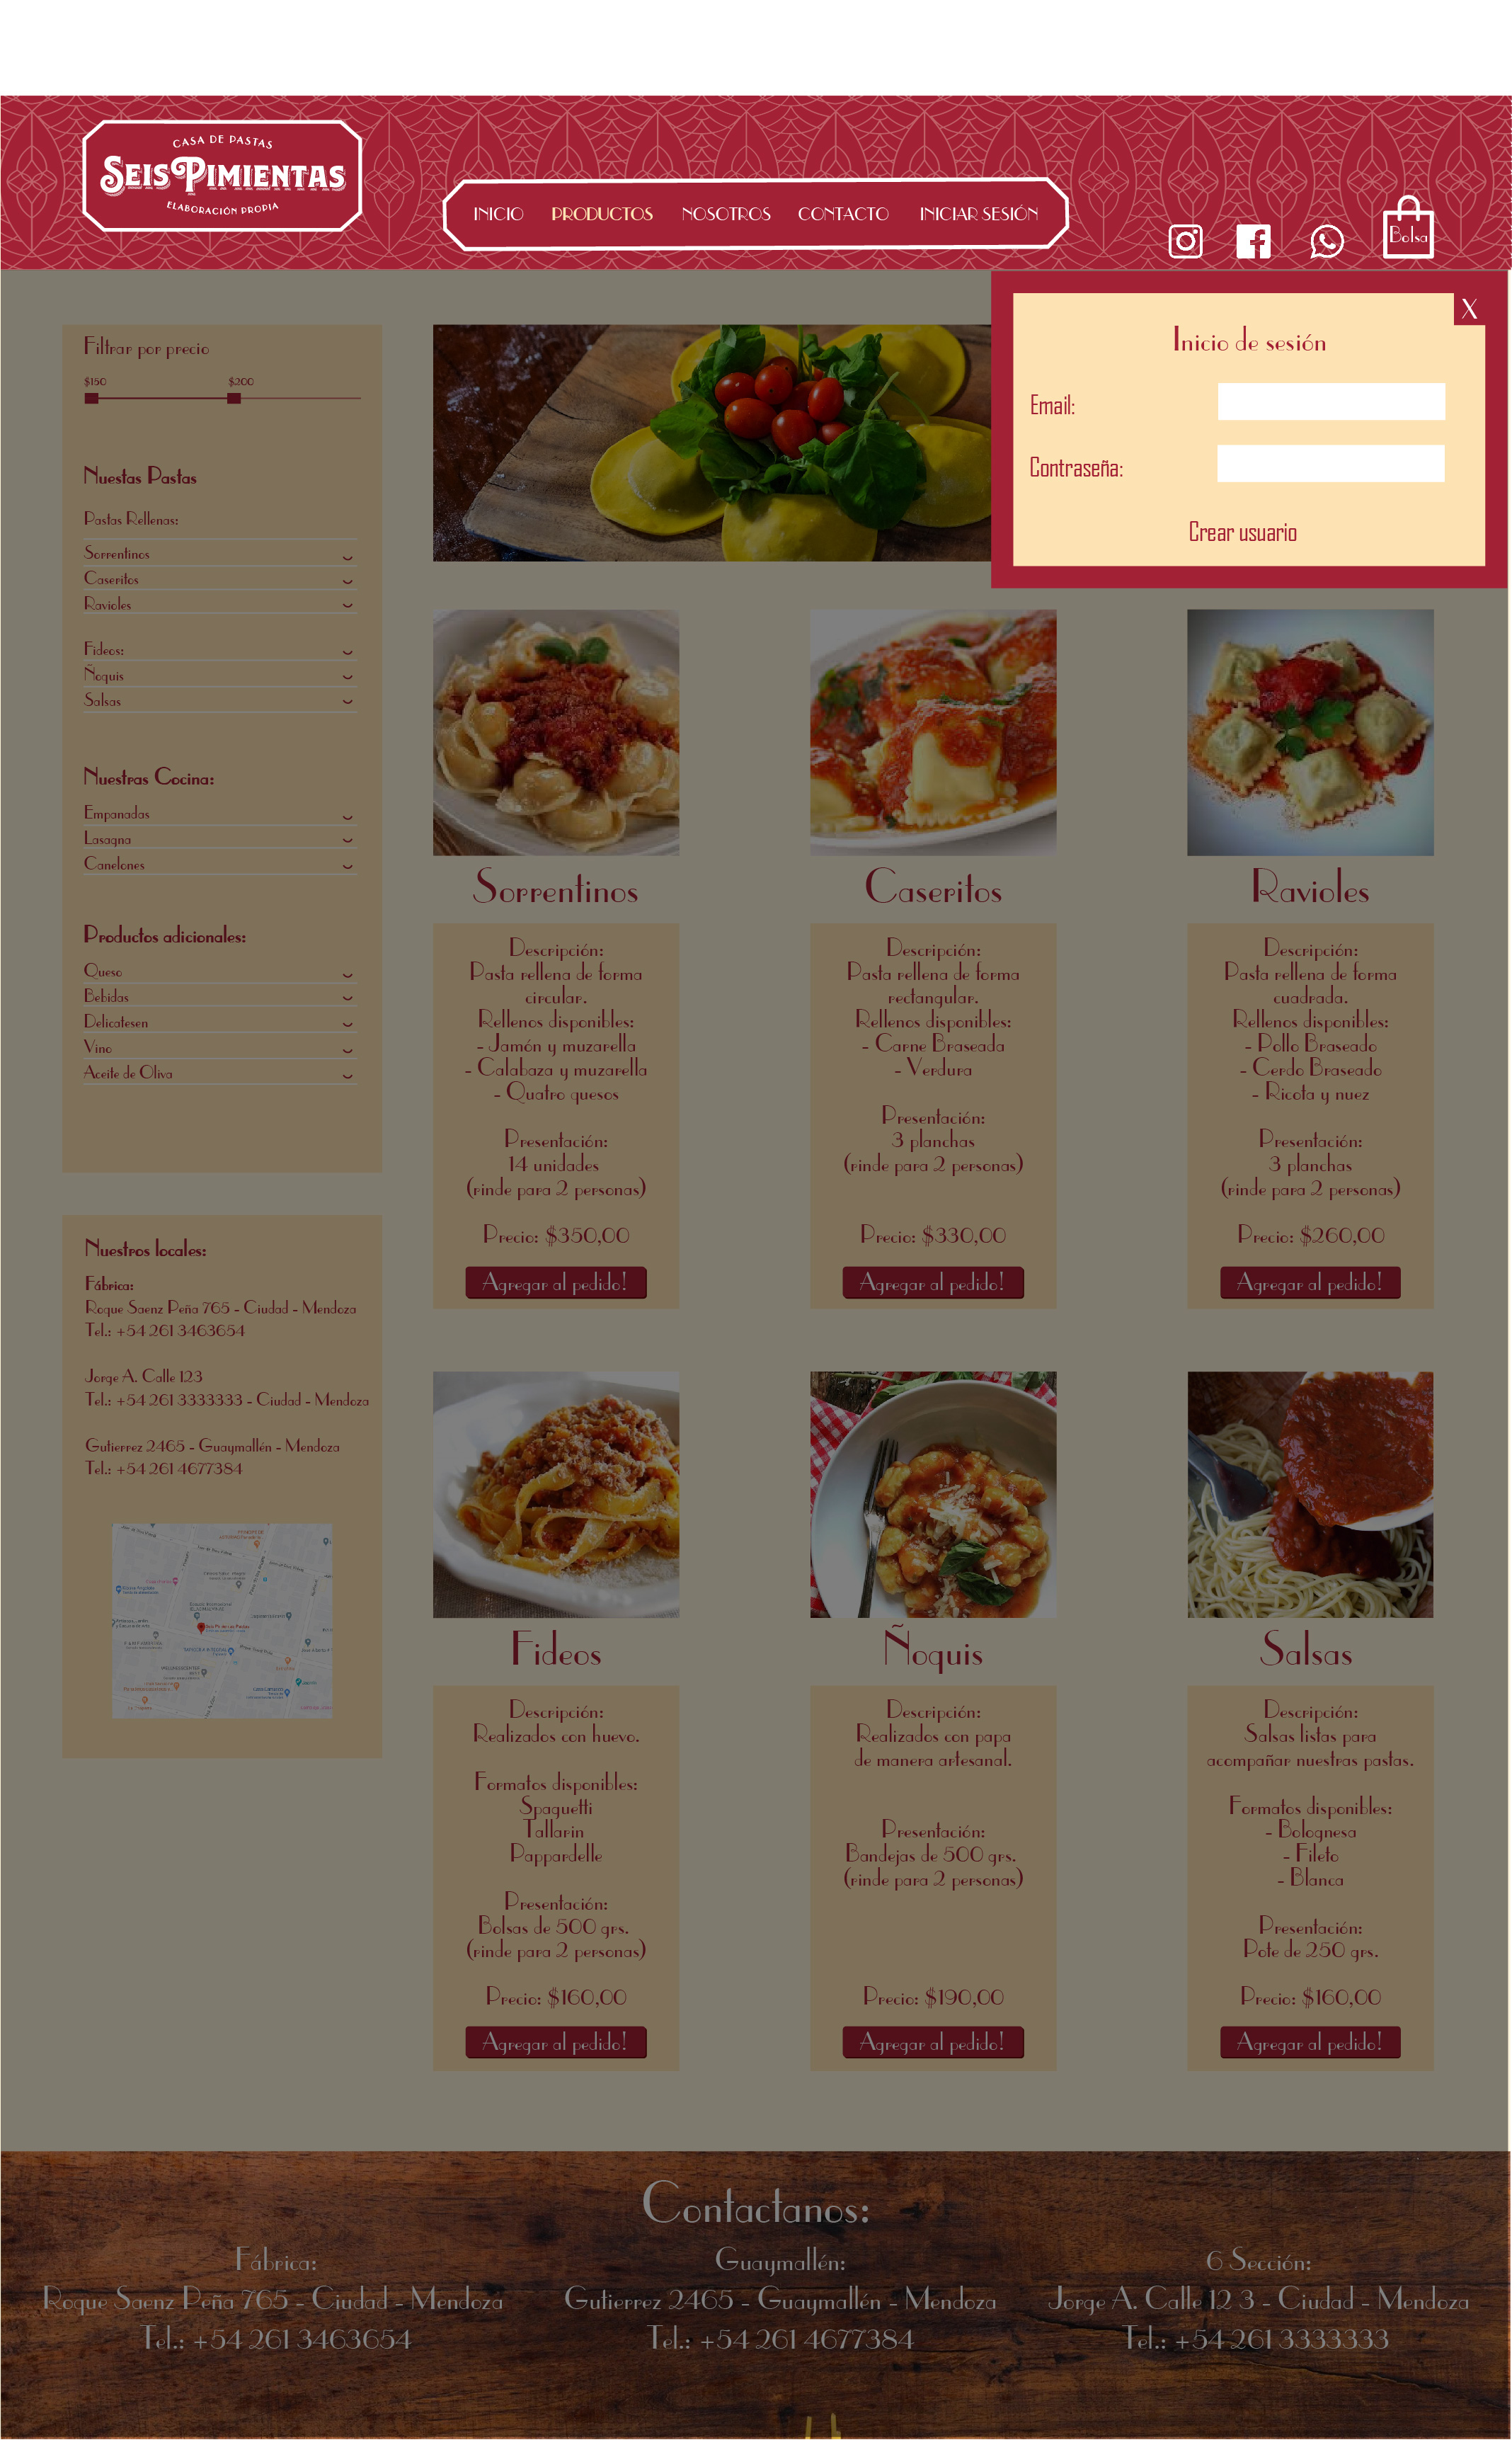 CASA DE PASTAS
SEIS PIMIENTAS
ELABORACIÓN PROPIA
INICIO
PRODUCTOS
NOSOTROS
CONTACTO
INICIAR SESIÓN
Bolsa
X
Inicio de sesión
Email:
Contraseña:
Crear usuario
Filtrar por precio
$150 $200
Nuestas Pastas
Pastas Rellenas:
Sorrentinos
Caseritos
Ravioles
Fideos:
Ñoquis
Salsas
Nuestras Cocina:
Empanadas
Lasagna
Canelones
Productos adicionales:
Queso
Bebidas
Delicatesen
Vino
Aceite de Oliva
Nuestros locales:
Fábrica:
Roque Saenz Peña 765 - Ciudad - Mendoza
Tel.: +54 261 3463654
Jorge A. Calle 123
Tel.: +54 261 3333333 - Ciudad - Mendoza
Gutierrez 2465 - Guaymallén - Mendoza
Tel.: +54 261 4677384
Sorrentinos
Descripción:
Pasta rellena de forma
circular.
Rellenos disponibles:
- Jamón y muzarella
- Calabaza y muzarella
- Quatro quesos
Presentación:
14 unidades
(rinde para 2 personas)
Precio: $350,00
Agregar al pedido!
Caseritos
Descripción:
Pasta rellena de forma
rectangular.
Rellenos disponibles:
- Carne Braseada
- Verdura
Presentación:
3 planchas
(rinde para 2 personas)
Precio: $330,00
Agregar al pedido!
Ravioles
Descripción:
Pasta rellena de forma
cuadrada.
Rellenos disponibles:
- Pollo Braseado
- Cerdo Braseado
- Ricota y nuez
Presentación:
3 planchas
(rinde para 2 personas)
Precio: $260,00
Agregar al pedido!
Fideos
Descripción:
Realizados con huevo.
Formatos disponibles:
Spaguetti
Tallarin
Pappardelle
Presentación:
Bolsas de 500 grs.
(rinde para 2 personas)
Precio: $160,00
Agregar al pedido!
Ñoquis
Descripción:
Realizados con papa
de manera artesanal.
Presentación:
Bandejas de 500 grs.
(rinde para 2 personas)
Precio: $190,00
Agregar al pedido!
Salsas
Descripción:
Salsas listas para
acompañar nuestras pastas.
Formatos disponibles:
- Bolognesa
- Fileto
- Blanca
Presentación:
Pote de 250 grs.
Precio: $160,00
Agregar al pedido!
Contactanos:
Fábrica:
Roque Saenz Peña 765 - Ciudad - Mendoza
Tel.: +54 261 3463654
Guaymallén:
Gutierrez 2465 - Guaymallén - Mendoza
Tel.: +54 261 4677384
6 Sección:
Jorge A. Calle 12 3 - Ciudad - Mendoza
Tel.: +54 261 3333333